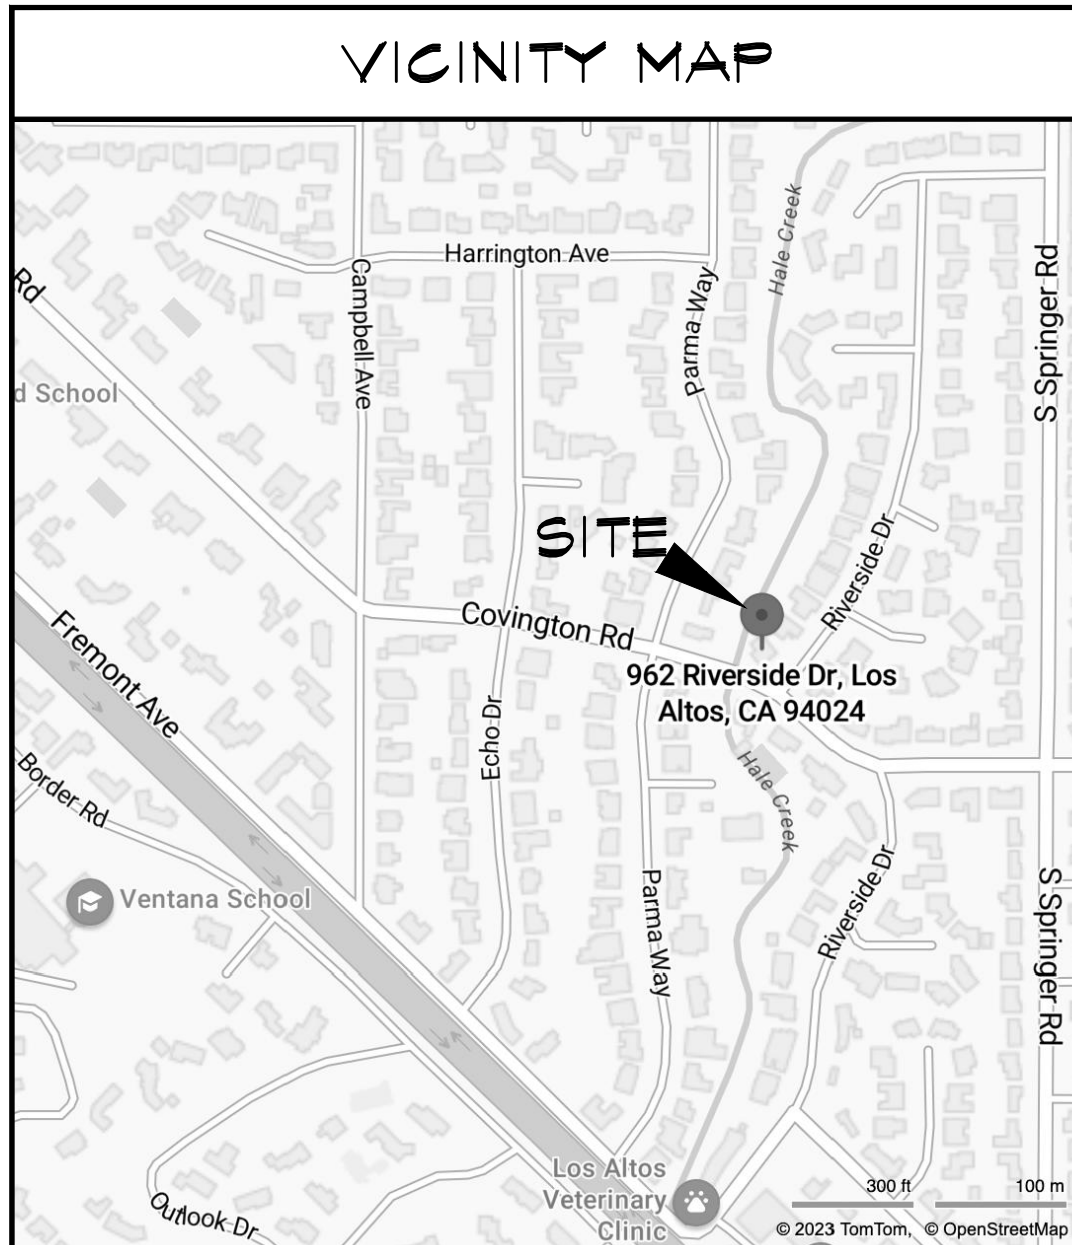 VICINITY MAP
Hale Creek
Harrington Ave
Campbell Ave
Parma Way
S Springer Rd
Rd
d School
SITE
Riverside Dr
Covington Rd
Fremont Ave
962 Riverside Dr, Los
Altos, CA 94024
Echo Dr
Border Rd
Hale Creek
Ventana School
Parma Way
Riverside Dr
S Springer Rd
Los Altos
Veterinary
Clinic
Outlook Dr
300 ft
100 m
© 2023 TomTom, © OpenStreetMap